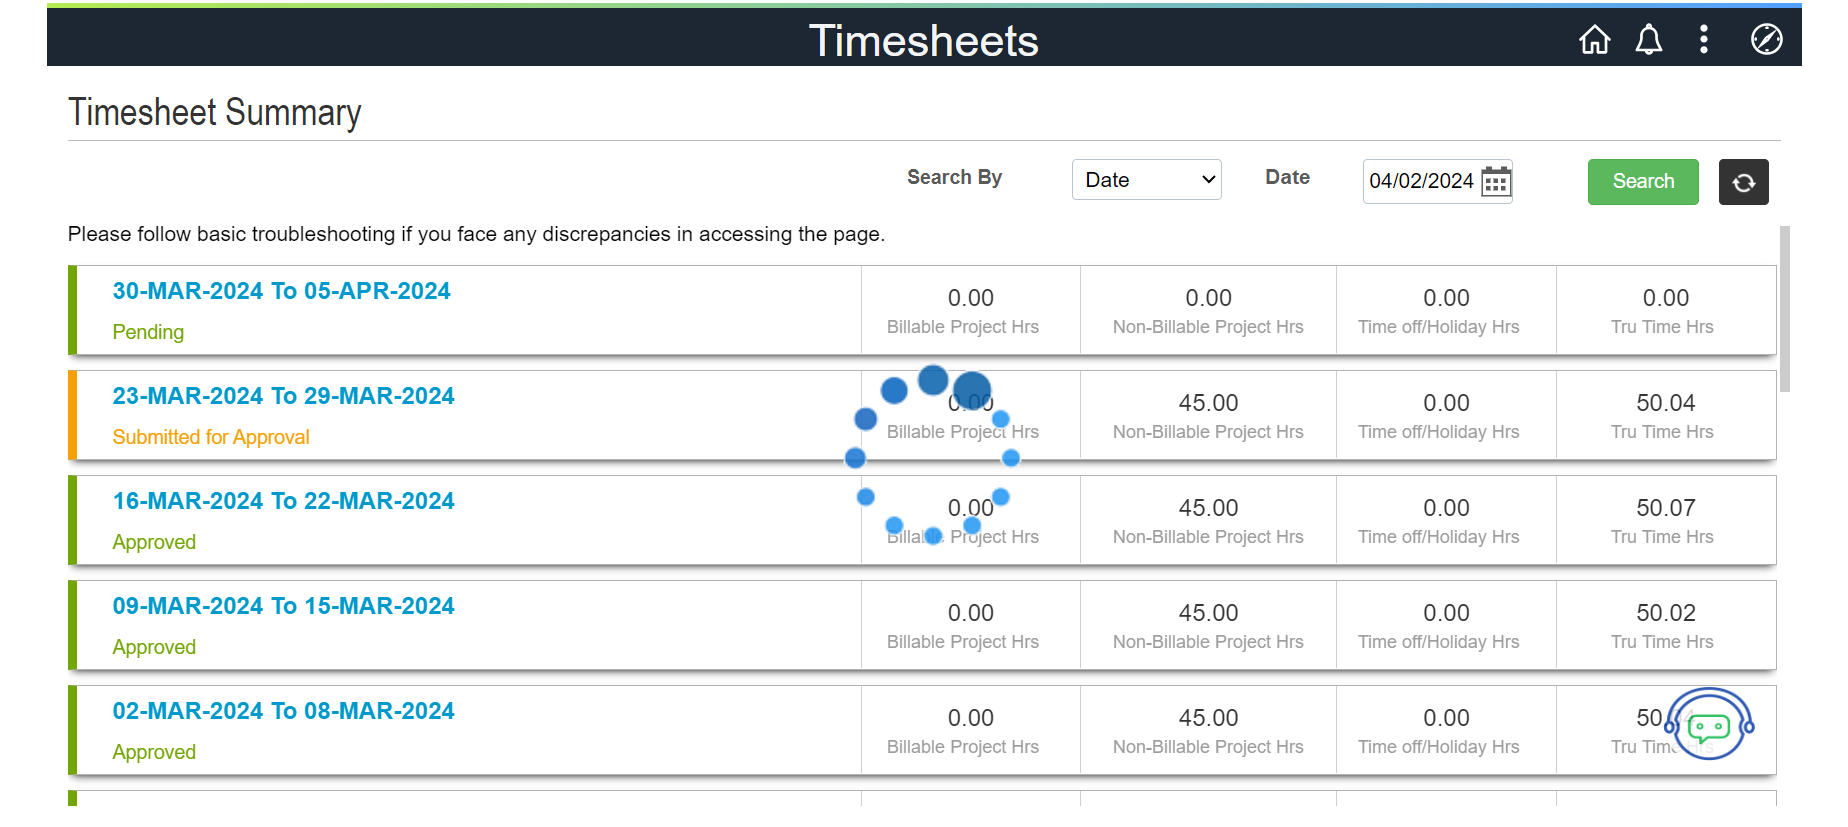 Timesheets
Timesheet Summary
Search By Date Date 04/02/2024 Search
Please follow basic troubleshooting if you face any discrepancies in accessing the page.
30-MAR-2024 To 05-APR-2024
Pending
0.00 0.00 0.00 0.00
Billable Project Hrs Non-Billable Project Hrs Time off/Holiday Hrs Tru Time Hrs
23-MAR-2024 To 29-MAR-2024
Submitted for Approval
0.00 45.00 0.00 50.04
Billable Project Hrs Non-Billable Project Hrs Time off/Holiday Hrs Tru Time Hrs
16-MAR-2024 To 22-MAR-2024
Approved
0.00 45.00 0.00 50.07
Billable Project Hrs Non-Billable Project Hrs Time off/Holiday Hrs Tru Time Hrs
09-MAR-2024 To 15-MAR-2024
Approved
0.00 45.00 0.00 50.02
Billable Project Hrs Non-Billable Project Hrs Time off/Holiday Hrs Tru Time Hrs
02-MAR-2024 To 08-MAR-2024
Approved
0.00 45.00 0.00
Billable Project Hrs Non-Billable Project Hrs Time off/Holiday Hrs Tru Time Hrs